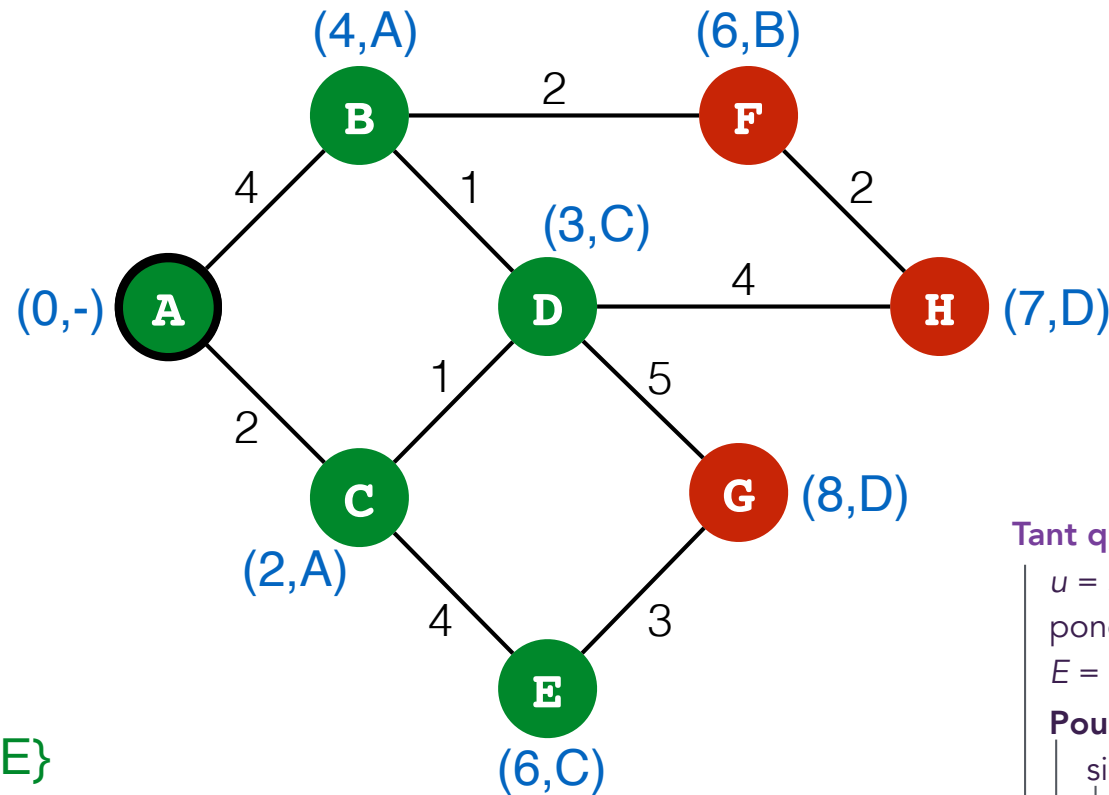 (4,A)
(6,B)
B
2
F
4
1
2
(3,C)
(0,-)
A
D
4
H
(7,D)
1
5
2
C
G
(8,D)
(2,A)
Tant
u =
4
3
E =
E
Pou
si
E}
(6,C)